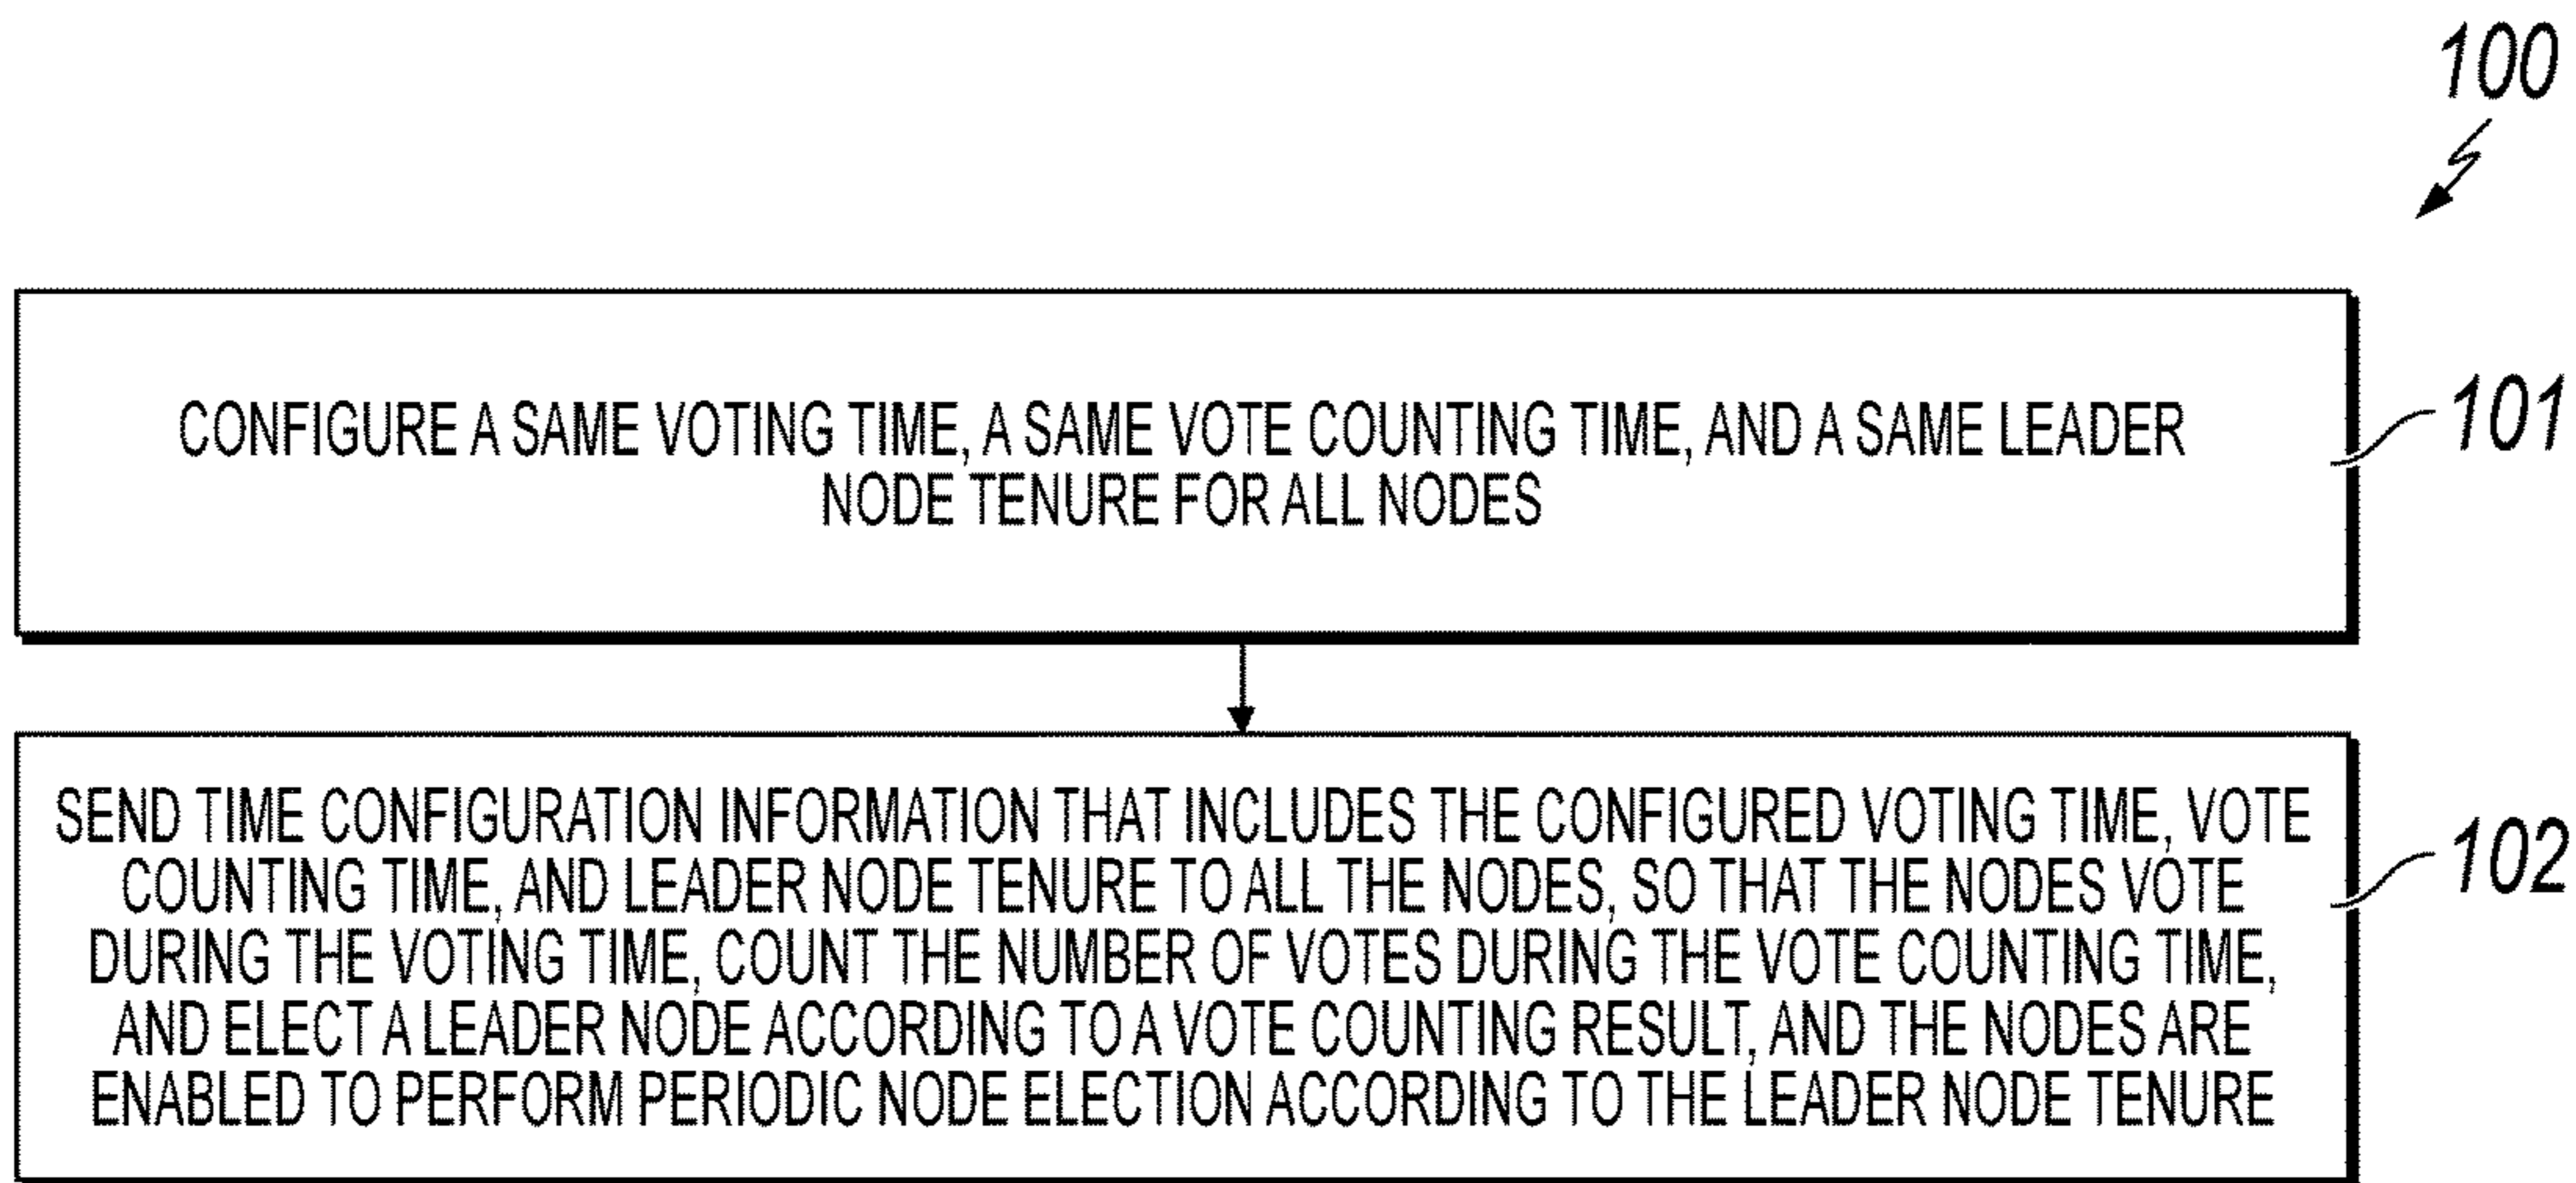 100
CONFIGURE A SAME VOTING TIME, A SAME VOTE COUNTING TIME, AND A SAME LEADER
NODE TENURE FOR ALL NODES
101
SEND TIME CONFIGURATION INFORMATION THAT INCLUDES THE CONFIGURED VOTING TIME, VOTE
COUNTING TIME, AND LEADER NODE TENURE TO ALL THE NODES, SO THAT THE NODES VOTE
DURING THE VOTING TIME, COUNT THE NUMBER OF VOTES DURING THE VOTE COUNTING TIME,
AND ELECT A LEADER NODE ACCORDING TO A VOTE COUNTING RESULT, AND THE NODES ARE
ENABLED TO PERFORM PERIODIC NODE ELECTION ACCORDING TO THE LEADER NODE TENURE
102